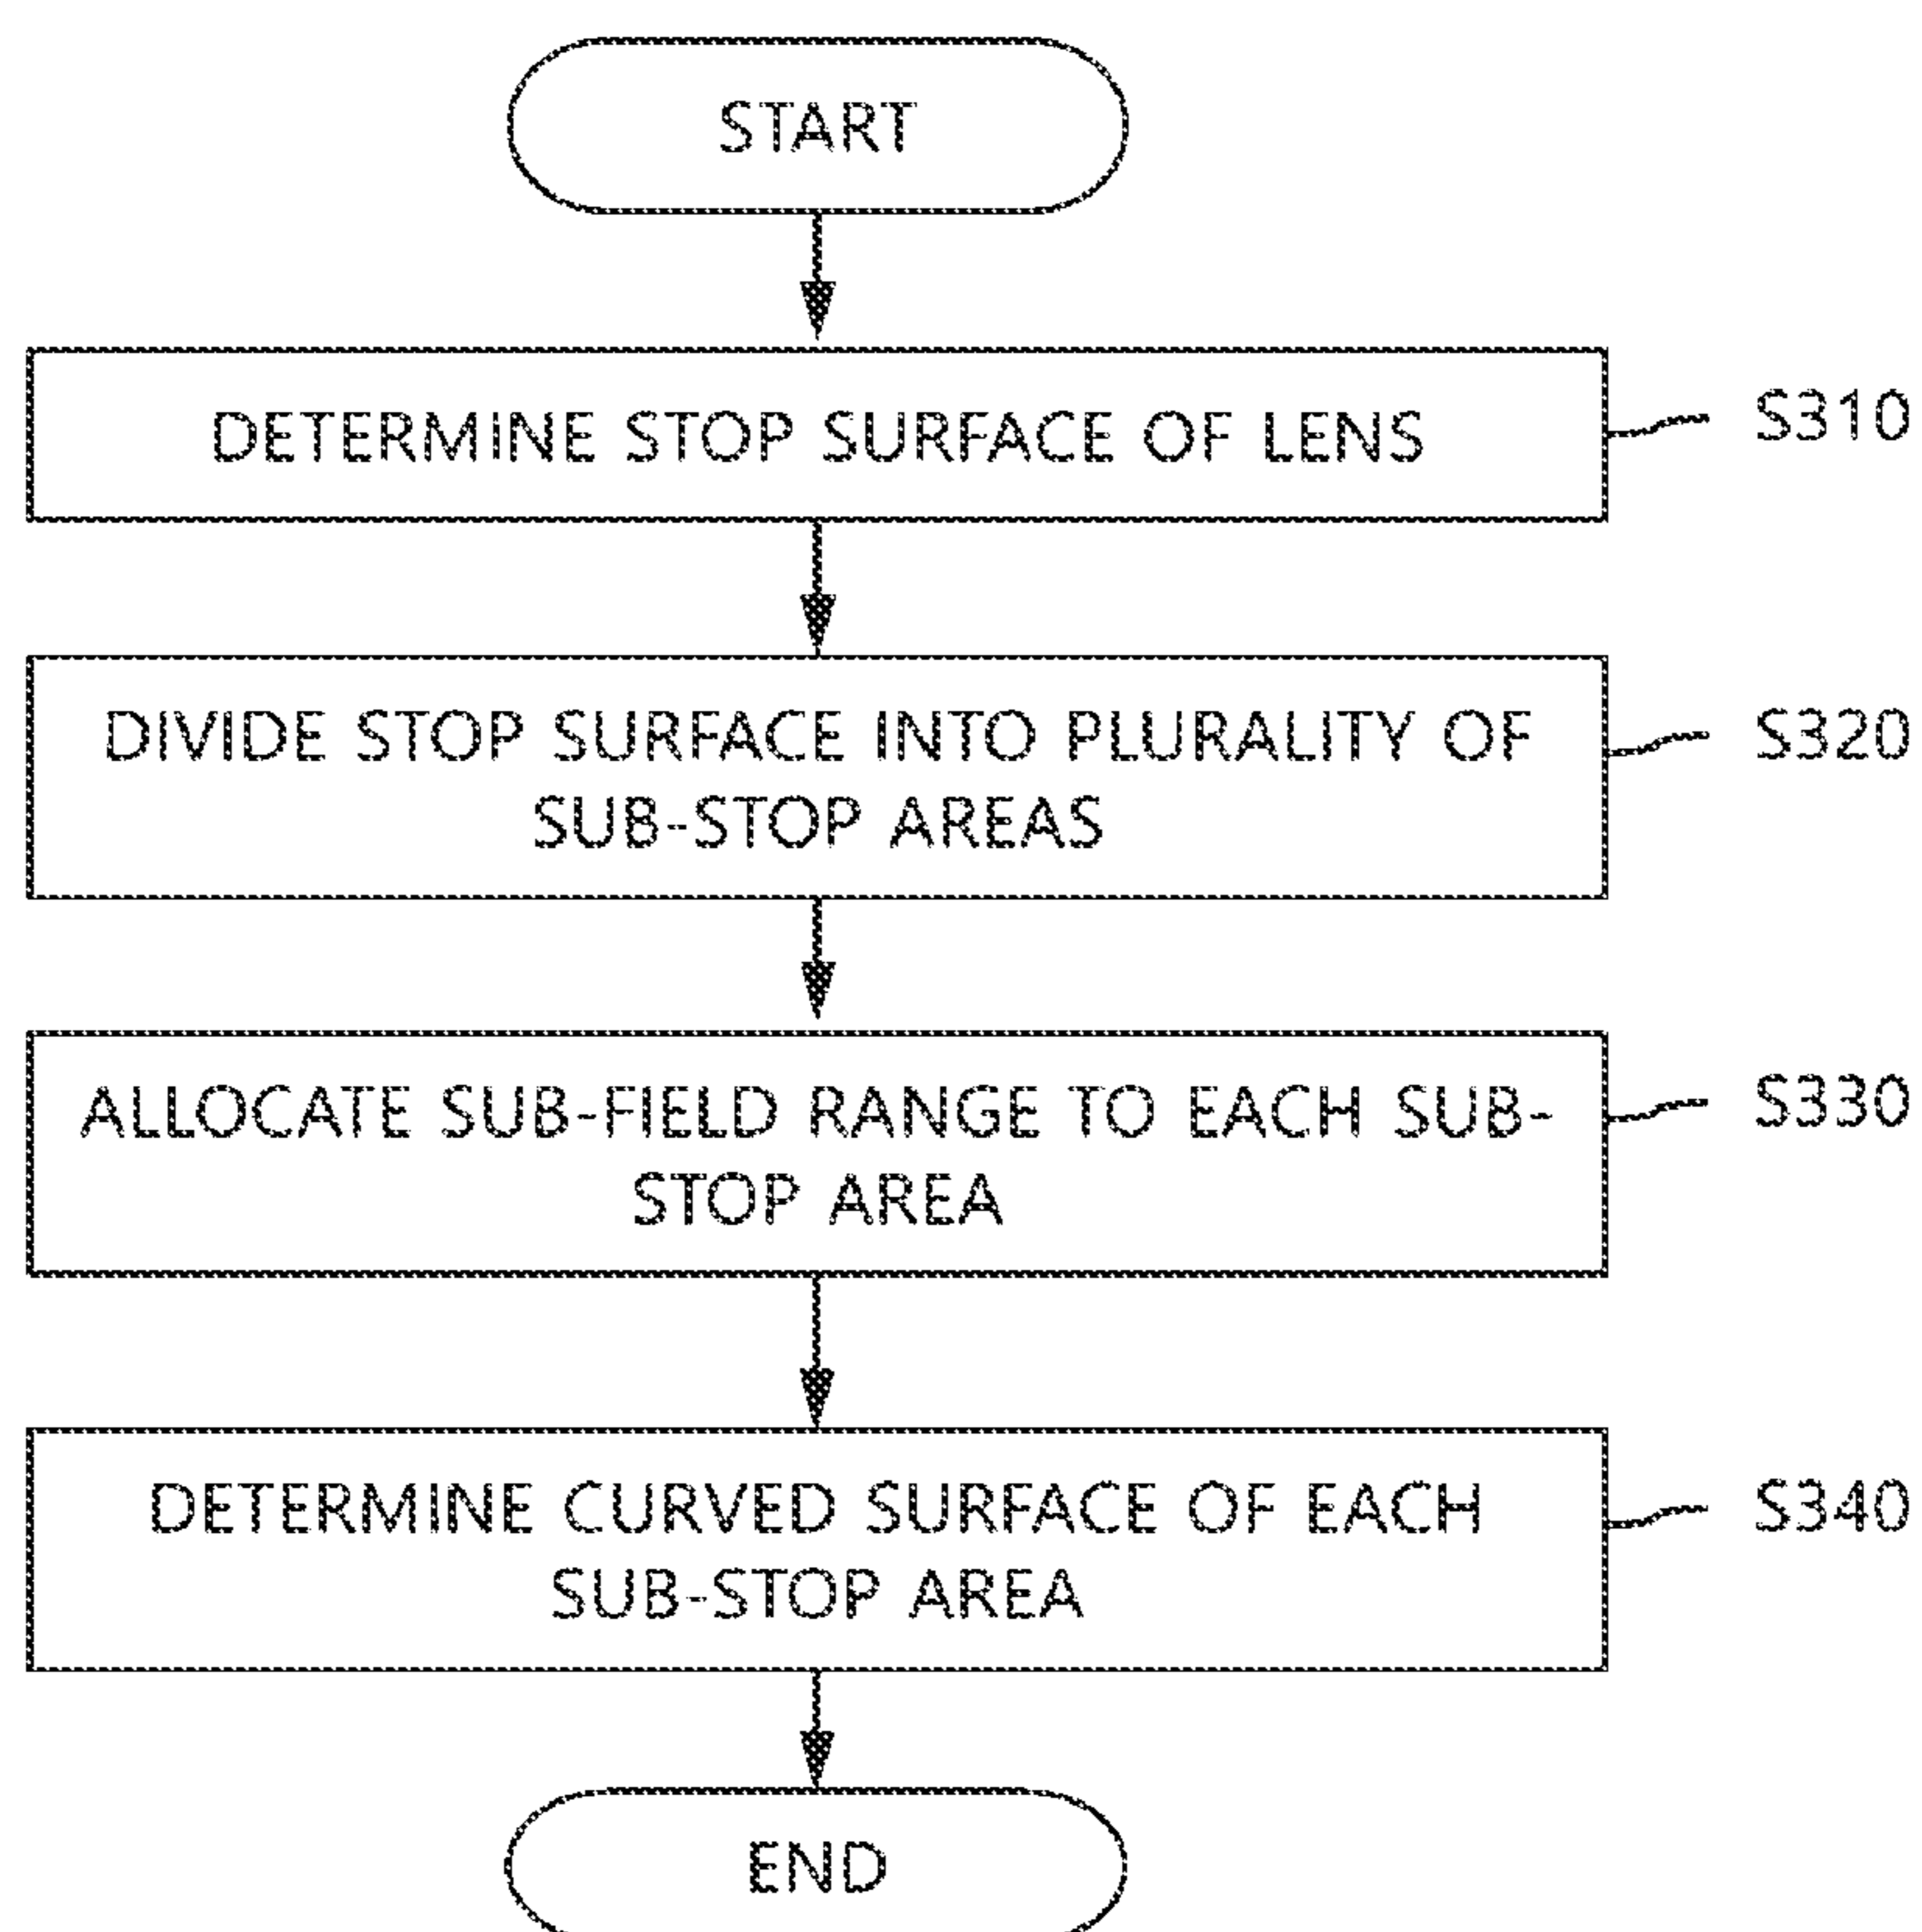 START
DETERMINE STOP SURFACE OF LENS
S310
DIVIDE STOP SURFACE INTO PLURALITY OF
SUB-STOP AREAS
S320
ALLOCATE SUB-FIELD RANGE TO EACH SUB-
STOP AREA
S330
DETERMINE CURVED SURFACE OF EACH
SUB-STOP AREA
S340
END